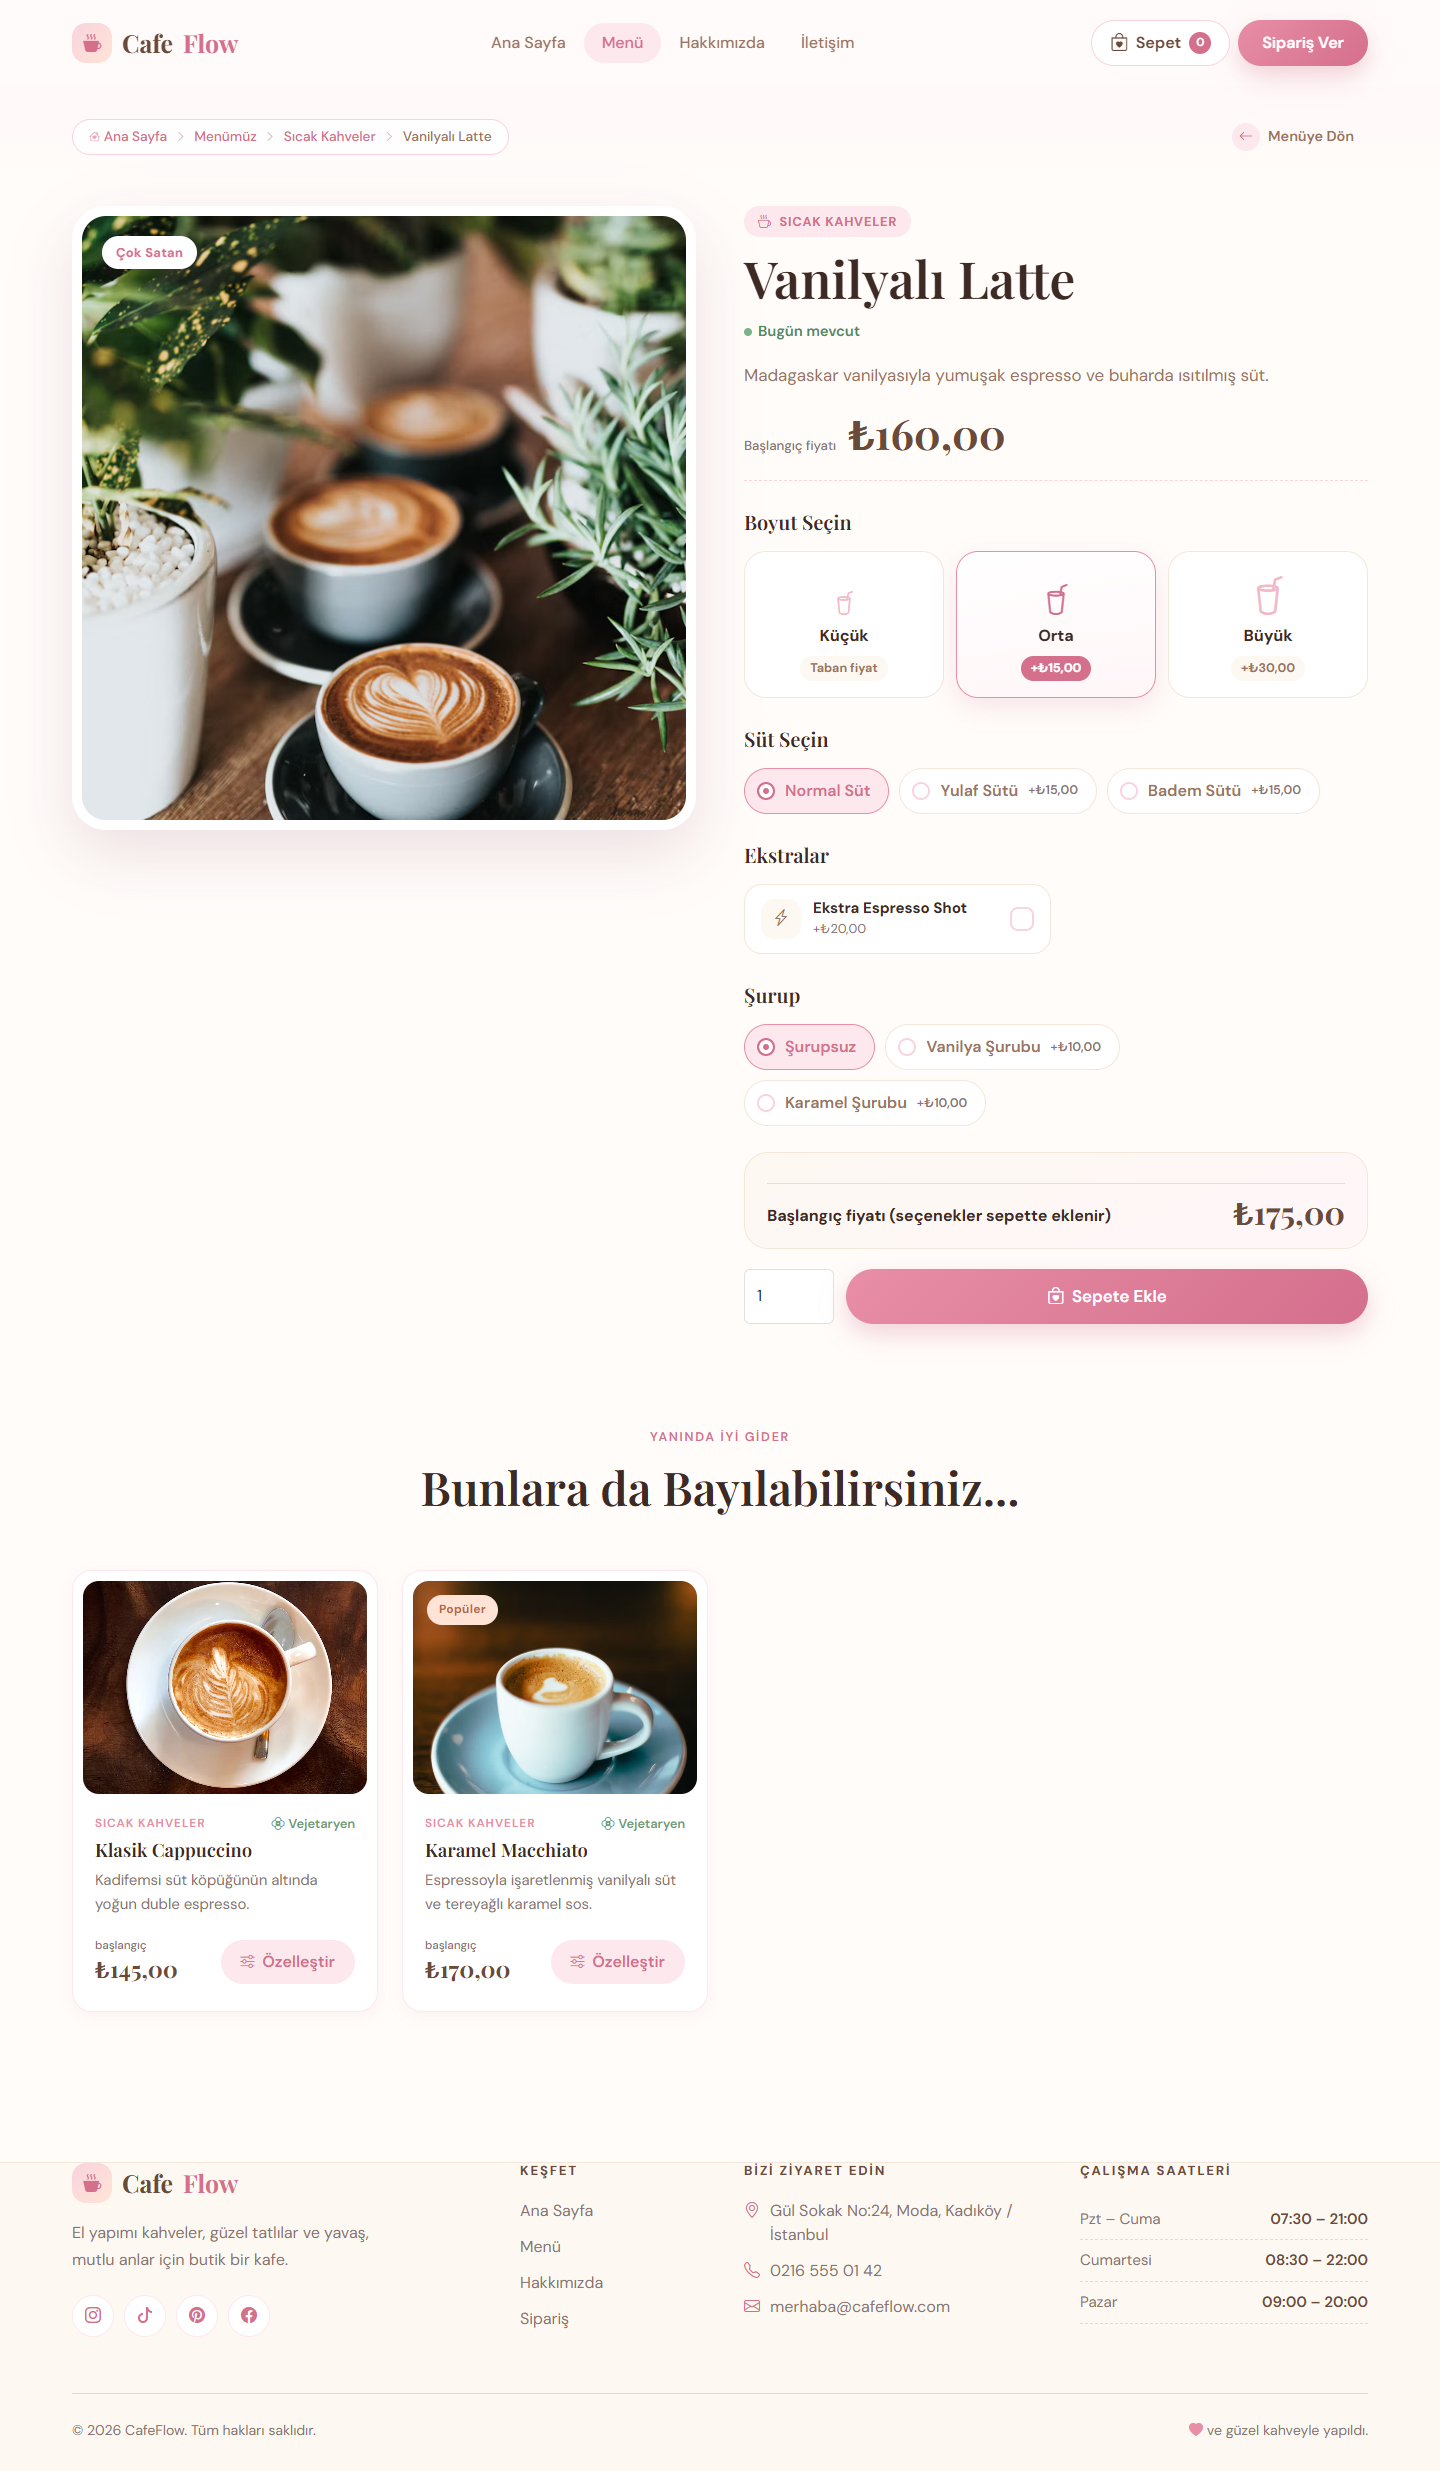 Cafe Flow
Ana Sayfa
Menü
Hakkımızda
İletişim
Sepet 0
Sipariş Ver
Ana Sayfa > Menümüz > Sıcak Kahveler > Vanilyalı Latte
Menüye Dön
Çok Satan
SICAK KAHVELER
Vanilyalı Latte
Bugün mevcut
Madagaskar vanilyasıyla yumuşak espresso ve buharda ısıtılmış süt.
Başlangıç fiyatı ₺160,00
Boyut Seçin
Küçük
Taban fiyat
Orta
+₺15,00
Büyük
+₺30,00
Süt Seçin
Normal Süt
Yulaf Sütü +₺15,00
Badem Sütü +₺15,00
Ekstralar
Ekstra Espresso Shot
+₺20,00
Şurup
Şurupsuz
Vanilya Şurubu +₺10,00
Karamel Şurubu +₺10,00
Başlangıç fiyatı (seçenekler sepette eklenir) ₺175,00
1
Sepete Ekle
YANINDA İYİ GİDER
Bunlara da Bayılabilirsiniz...
SICAK KAHVELER
Vejetaryen
Klasik Cappuccino
Kadifemsi süt köpüğünün altında
yoğun duble espresso.
başlangıç
₺145,00
Özelleştir
Popüler
SICAK KAHVELER
Vejetaryen
Karamel Macchiato
Espressoyla işaretlenmiş vanilyalı süt
ve tereyağlı karamel sos.
başlangıç
₺170,00
Özelleştir
Cafe Flow
El yapımı kahveler, güzel tatlılar ve yavaş,
mutlu anlar için butik bir kafe.
KEŞFET
Ana Sayfa
Menü
Hakkımızda
Sipariş
BİZİ ZİYARET EDİN
Gül Sokak No:24, Moda, Kadıköy /
İstanbul
0216 555 01 42
merhaba@cafeflow.com
ÇALIŞMA SAATLERİ
Pzt – Cuma 07:30 – 21:00
Cumartesi 08:30 – 22:00
Pazar 09:00 – 20:00
© 2026 CafeFlow. Tüm hakları saklıdır.
ve güzel kahveyle yapıldı.